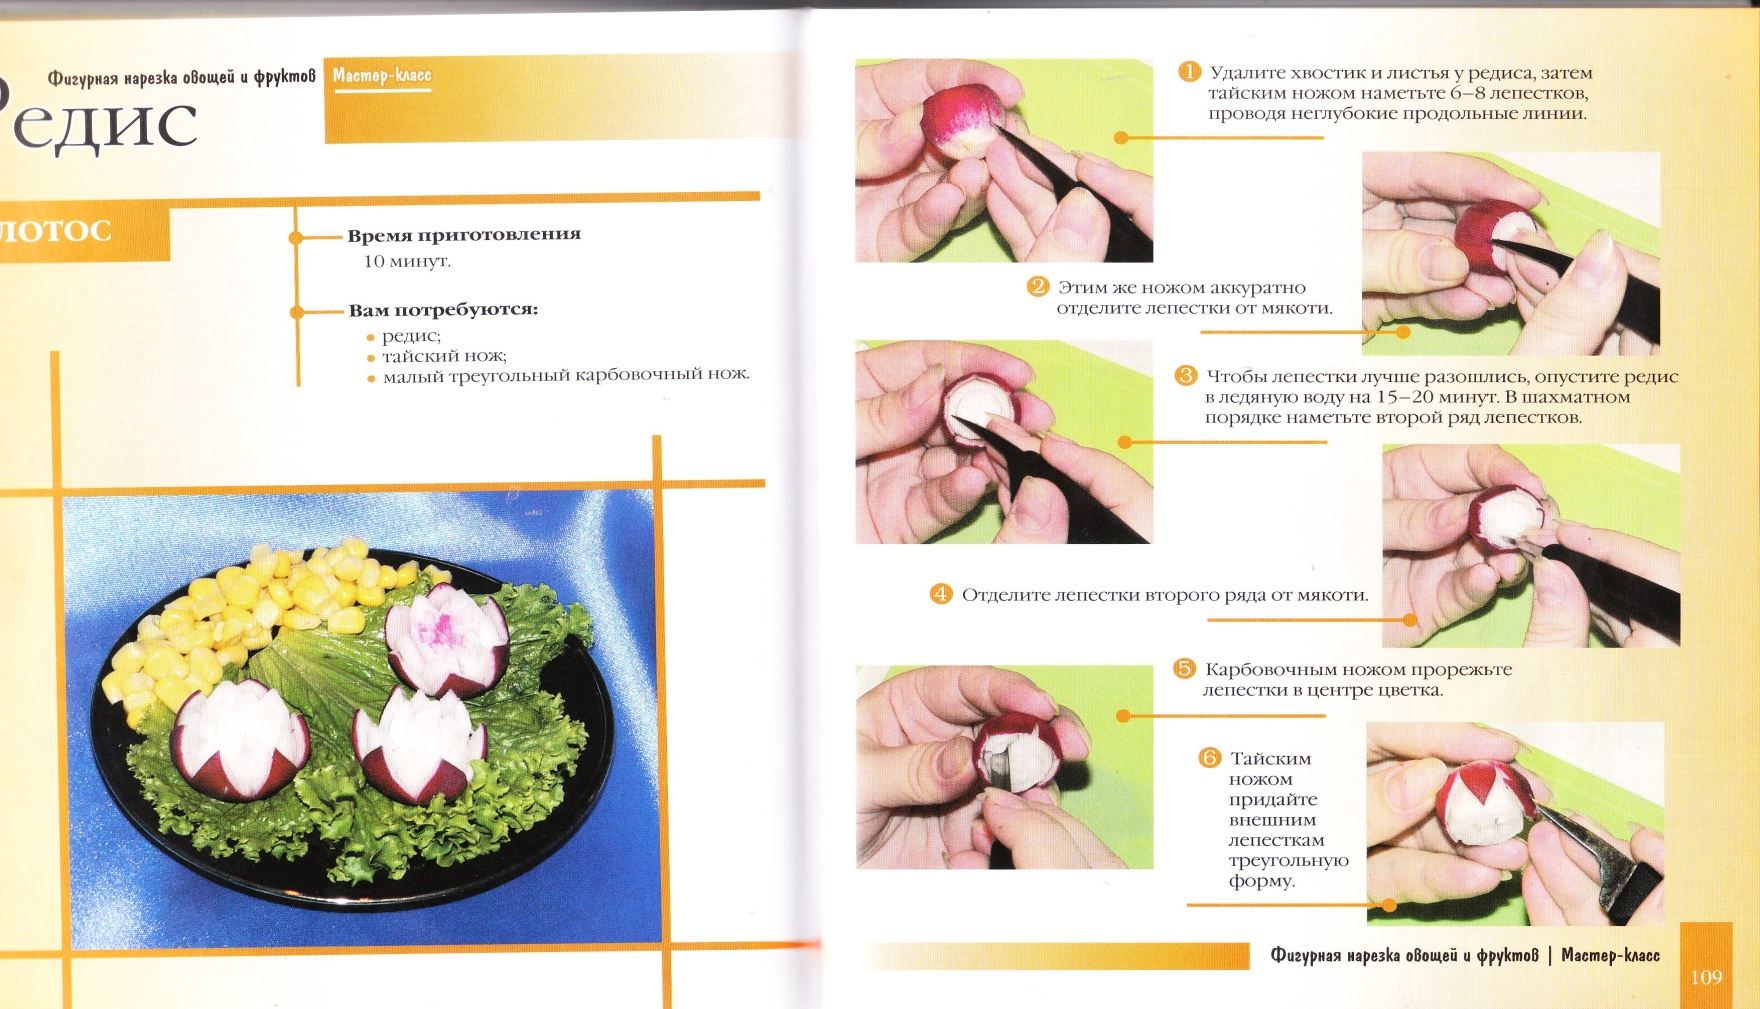 Фигурная нарезка овощей и фруктов
Мастер-класс
Редис
ЛОТОС
Время приготовления
10 минут.
Вам потребуются:
редис;
тайский нож;
малый треугольный карбовочный нож.
1 Удалите хвостик и листья у редиса, затем
тайским ножом наметьте 6–8 лепестков,
проводя неглубокие продольные линии.
2 Этим же ножом аккуратно
отделите лепестки от мякоти.
3 Чтобы лепестки лучше разошлись, опустите редис
в ледяную воду на 15–20 минут. В шахматном
порядке наметьте второй ряд лепестков.
4 Отделите лепестки второго ряда от мякоти.
5 Карбовочным ножом прорежьте
лепестки в центре цветка.
6 Тайским
ножом
придайте
внешним
лепесткам
треугольную
форму.
Фигурная нарезка овощей и фруктов | Мастер-класс
109